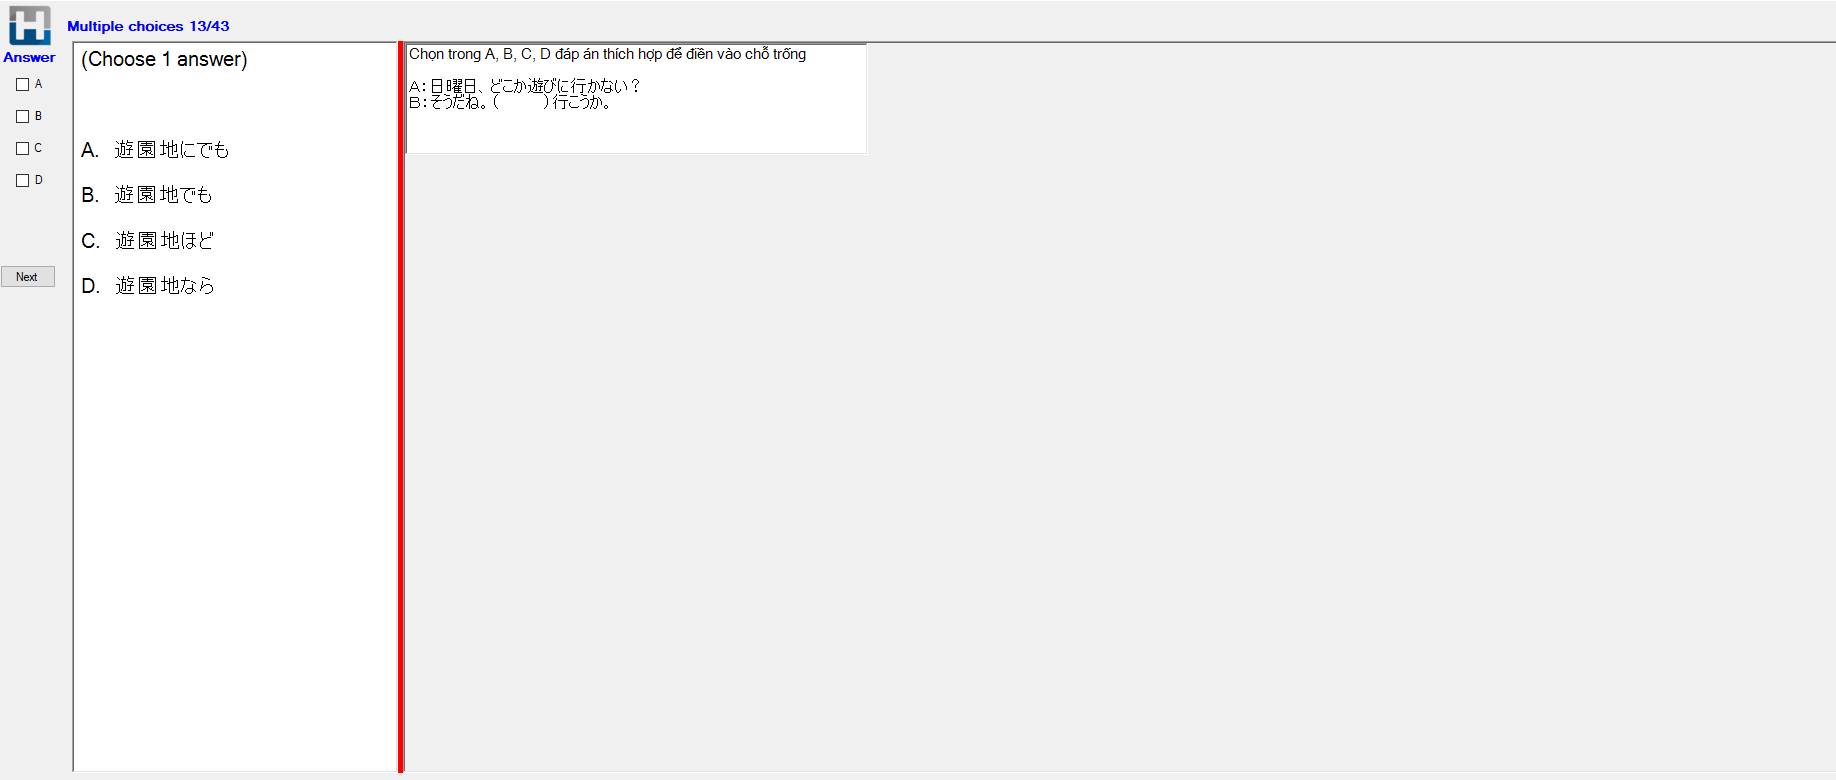 Multiple choices 13/43
Answer
A
B
C
D
Next
(Choose 1 answer)
A. 遊園地にでも
B. 遊園地でも
C. 遊園地ほど
D. 遊園地なら
Chọn trong A, B, C, D đáp án thích hợp để điền vào chỗ trống
A：日曜日、どこか遊びに行かない？
B：そうだね。（　　　）行こうか。